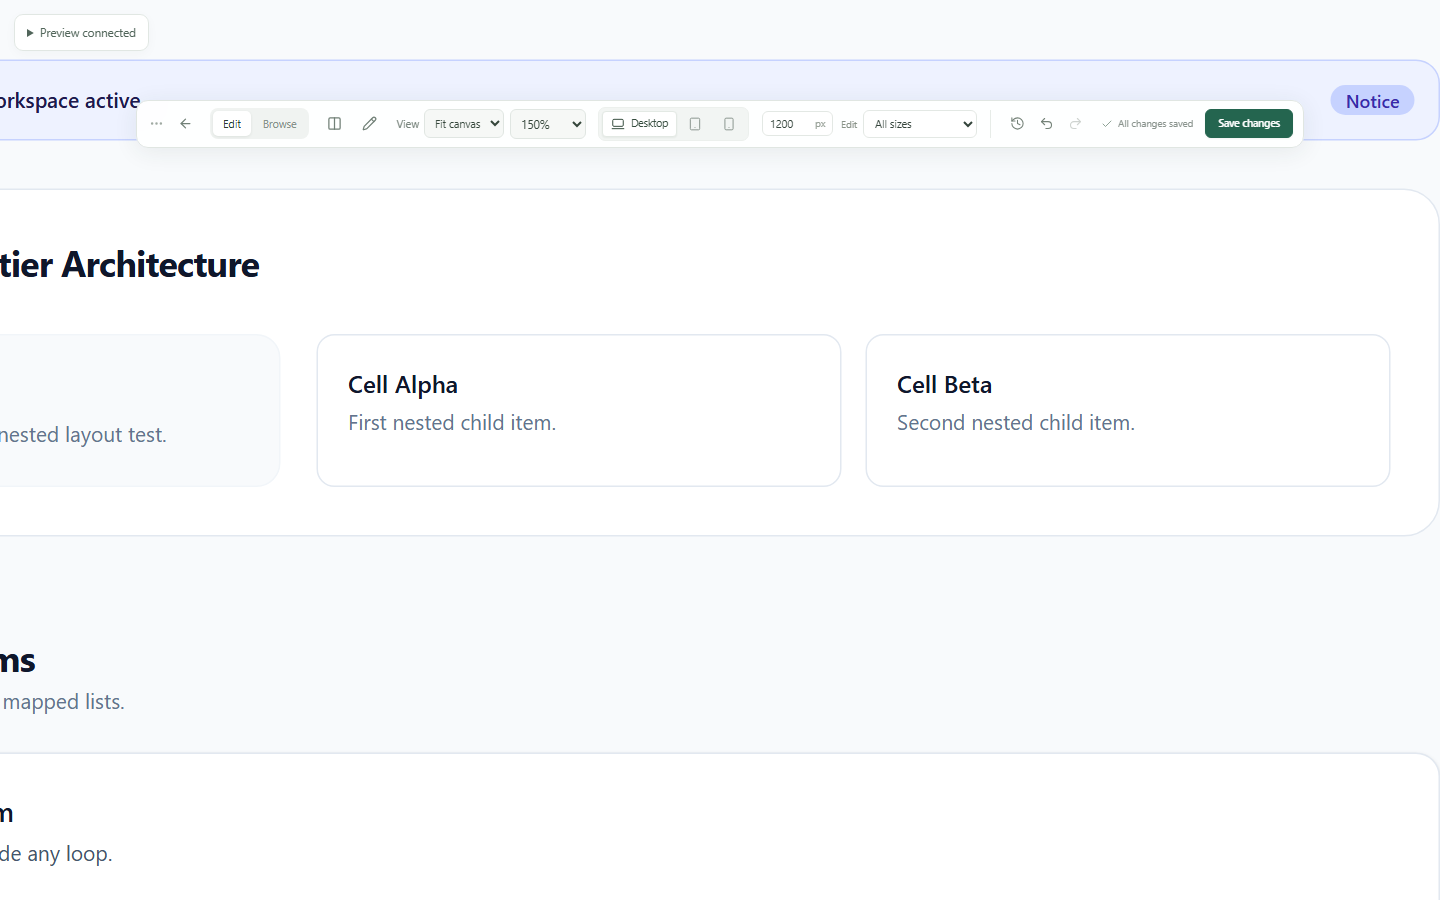 Preview connected
orkspace active
Notice
Edit
Browse
View
Fit canvas
150%
Desktop
1200 px
Edit
All sizes
All changes saved
Save changes
tier Architecture
nested layout test.
Cell Alpha
First nested child item.
Cell Beta
Second nested child item.
ms
mapped lists.
m
de any loop.